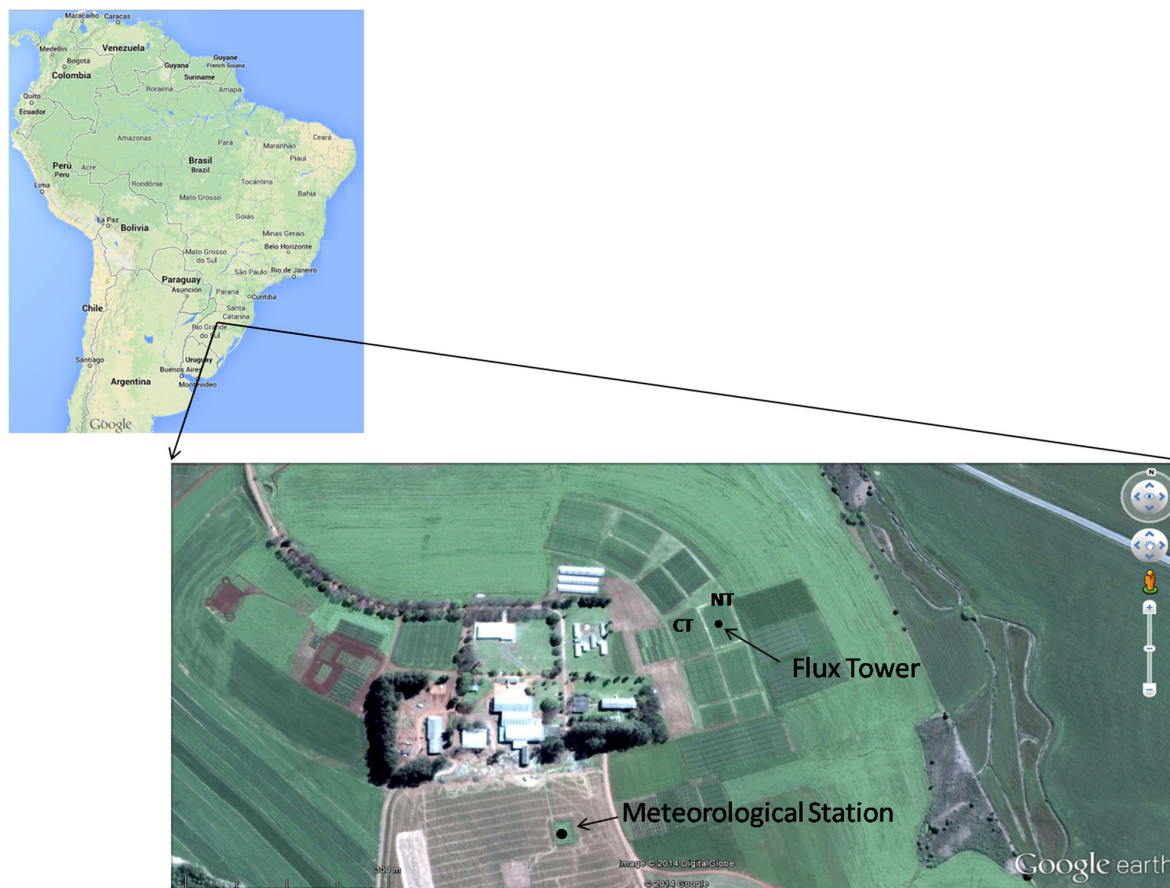 Maracaibo
Caracas
Medellín
Venezuela
Bogotá
Colombia
Guyana
Guyane
French Guiana
Suriname
Quito
Ecuador
Roraima
Amapá
Amazonas
Pará
Maranhão
Ceará
Piauí
Perú
Peru
Acre
Brasil
Brazil
Rondônia
Tocantins
Lima
Mato Grosso
Bahia
La Paz
Bolivia
Goiás
Minas Gerais
Belo Horizonte
Mato Grosso
do Sul
São Paulo
Rio de Janeiro
Paraguay
Asunción
Paraná
Curitiba
Chile
Santa
Catarina
Rio Grande
do Sul
Santiago
Uruguay
Buenos Aires
Montevideo
Argentina
Google
N
NT
CT
Flux Tower
Meteorological Station
300 m
Image © 2014 DigitalGlobe
© 2014 Google
Google earth